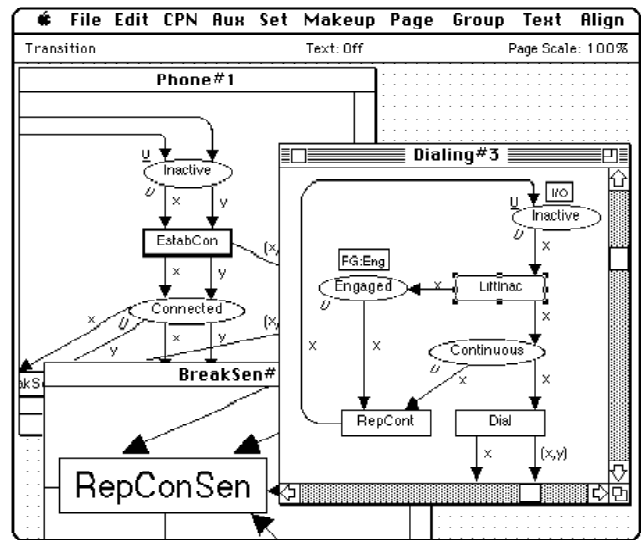 File Edit CPN Aux Set Makeup Page Group Text Align
Transition Text: Off Page Scale: 100%
Phone#1
U
Inactive
U
x y
EstabCon
(x,
x y
Connected
U
x
(x,
y
akSe
BreakSen#
RepConSen
Dialing#3
I/O
U
Inactive
U
x
FG:Eng
Engaged
x
LiftInac
U
x
Continuous
x x
U
x
x
RepCont
Dial
x (x,y)